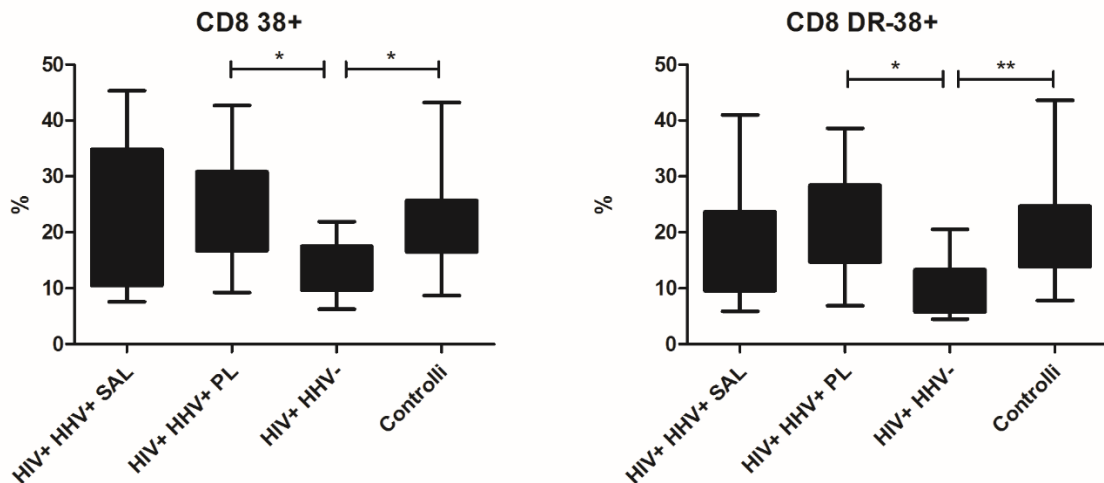 CD8 38+
50
40
30
20
10
0
%
*
*
HIV+ HHV+ SAL
HIV+ HHV+ PL
HIV+ HHV-
Controlli
CD8 DR-38+
50
40
30
20
10
0
%
*
**
HIV+ HHV+ SAL
HIV+ HHV+ PL
HIV+ HHV-
Controlli